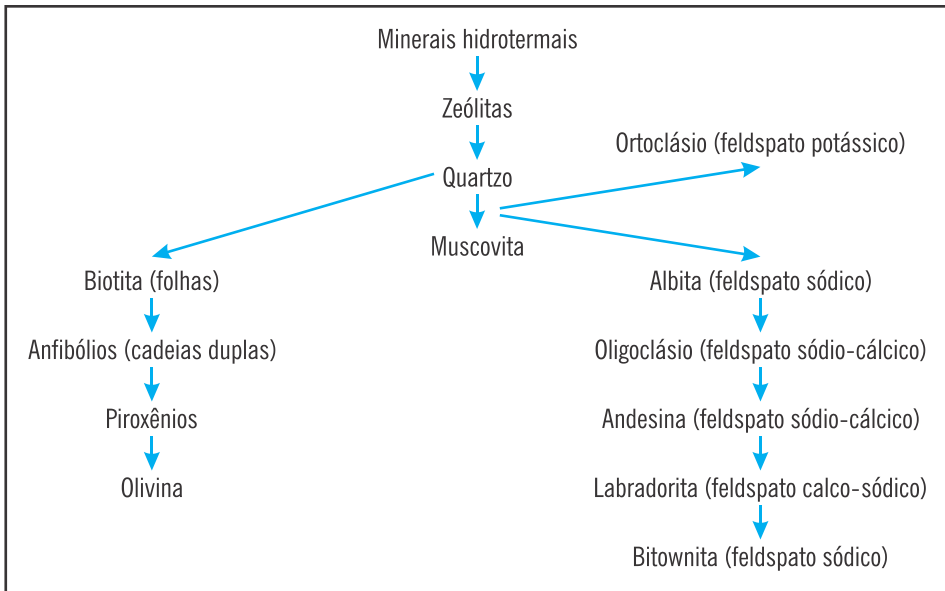 Minerais hidrotermais
Zeólitas
Ortoclásio (feldspato potássico)
Quartzo
Muscovita
Biotita (folhas)
Albita (feldspato sódico)
Anfibólios (cadeias duplas)
Oligoclásio (feldspato sódio-cálcico)
Piroxênios
Andesina (feldspato sódio-cálcico)
Olivina
Labradorita (feldspato calco-sódico)
Bitownita (feldspato sódico)